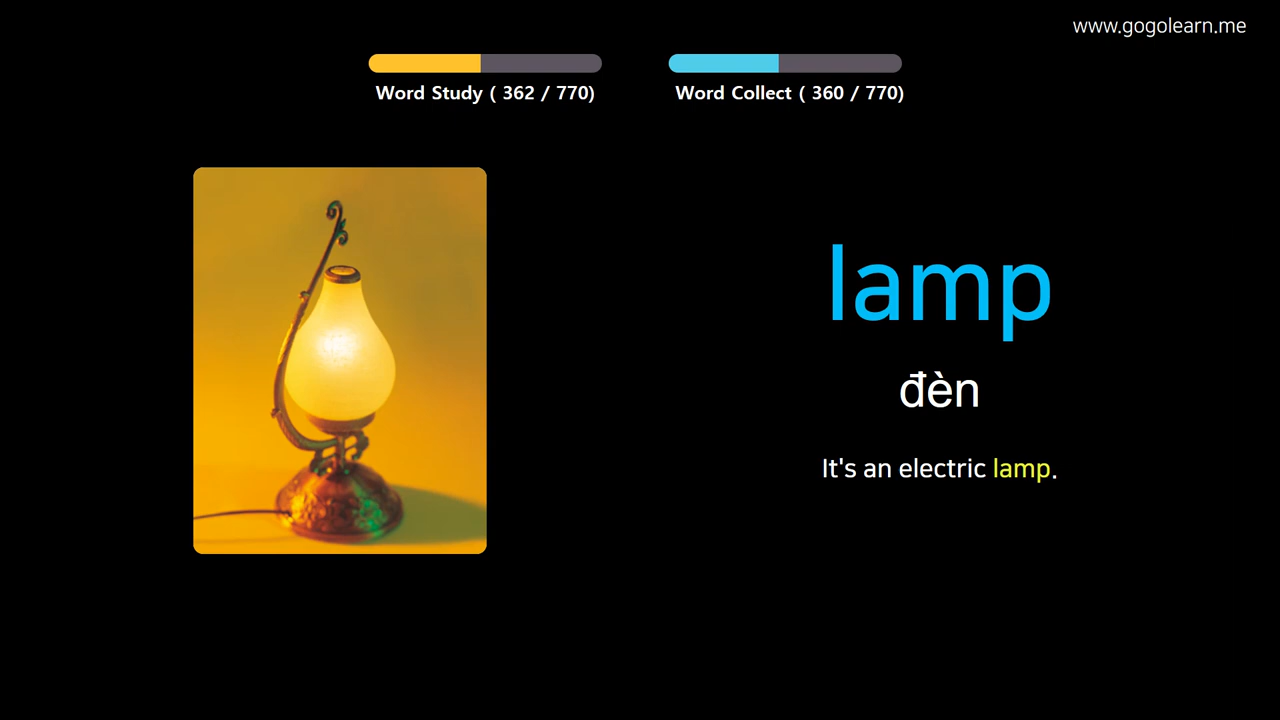 www.gogolearn.me
Word Study ( 362 / 770)
Word Collect ( 360 / 770)
lamp
đèn
It's an electric lamp.